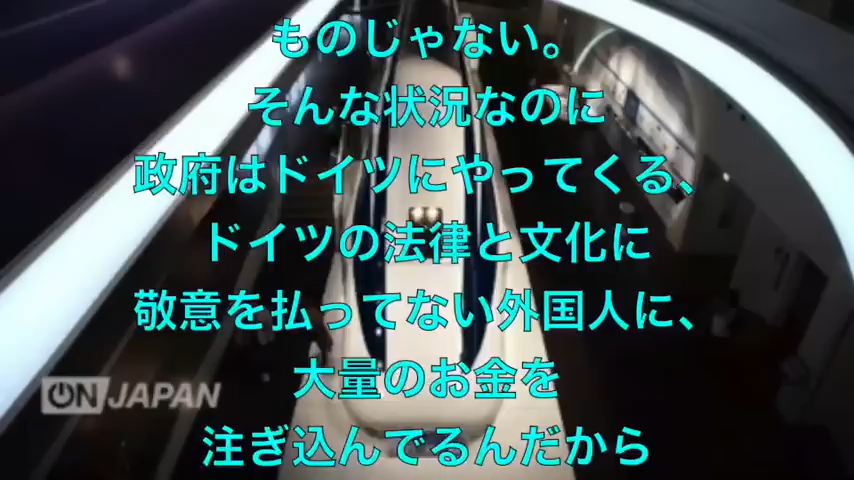 ものじゃない。
そんな状況なのに
政府はドイツにやってくる、
ドイツの法律と文化に
敬意を払ってない外国人に、
大量のお金を
注ぎ込んでるんだから
ON JAPAN